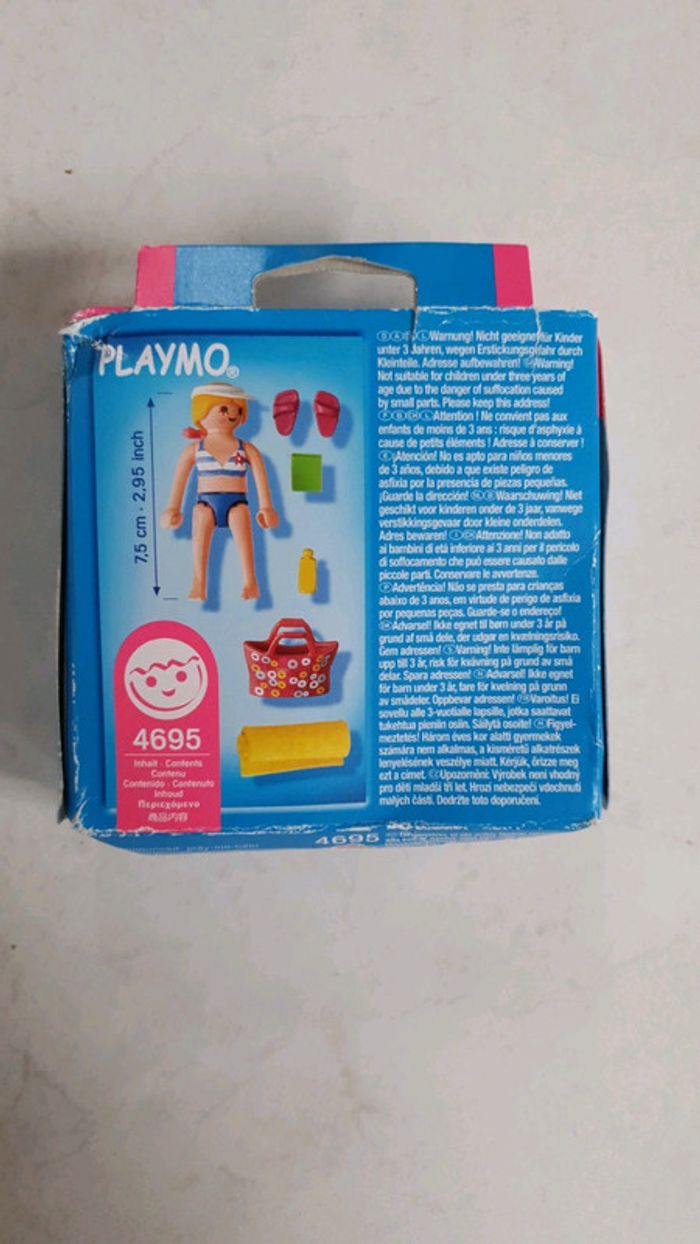 PLAYMO®
7,5 cm · 2,95 inch
4695
Inhalt · Contents
Contenu
Contenido · Contenuto
Inhoud
Περιεχόμενο
商品内容
Ⓓ Ⓐ Ⓛ Warnung! Nicht geeignet für Kinder
unter 3 Jahren, wegen Erstickungsgefahr durch
Kleinteile. Adresse aufbewahren! Warning!
Not suitable for children under three years of
age due to the danger of suffocation caused
by small parts. Please keep this address!
Ⓕ Ⓑ ⒸⒽ Ⓛ Attention ! Ne convient pas aux
enfants de moins de 3 ans : risque d'asphyxie à
cause de petits éléments ! Adresse à conserver !
Ⓔ ¡Atención! No es apto para niños menores
de 3 años, debido a que existe peligro de
asfixia por la presencia de piezas pequeñas.
¡Guarde la dirección! Waarschuwing! Niet
geschikt voor kinderen onder de 3 jaar, vanwege
verstikkingsgevaar door kleine onderdelen.
Adres bewaren! Attenzione! Non adatto
ai bambini di età inferiore ai 3 anni per il pericolo
di soffocamento che può essere causato dalle
piccole parti. Conservare le avvertenze.
Ⓟ Advertência! Não se presta para crianças
abaixo de 3 anos, em virtude de perigo de asfixia
por pequenas peças. Guarde-se o endereço!
Advarsel! Ikke egnet til børn under 3 år på
grund af små dele, der udgør en kvælningsrisiko.
Gem adressen! Ⓢ Varning! Inte lämplig för barn
upp till 3 år, risk för kvävning på grund av små
delar. Spara adressen! Ⓝ Advarsel! Ikke egnet
for barn under 3 år, fare for kvelning på grunn
av smådeler. Oppbevar adressen! Varoitus! Ei
sovellu alle 3-vuotiaille lapsille, jotka saattavat
tukehtua pieniin osiin. Säilytä osoite! Ⓗ Figyel-
meztetés! Három éves kor alatti gyermekek
számára nem alkalmas, a kisméretű alkatrészek
lenyelésének veszélye miatt. Kérjük, őrizze meg
ezt a címet. Upozornění: Výrobek není vhodný
pro děti mladší tří let. Hrozí nebezpečí vdechnutí
malých částí. Dodržte toto doporučení.
4695